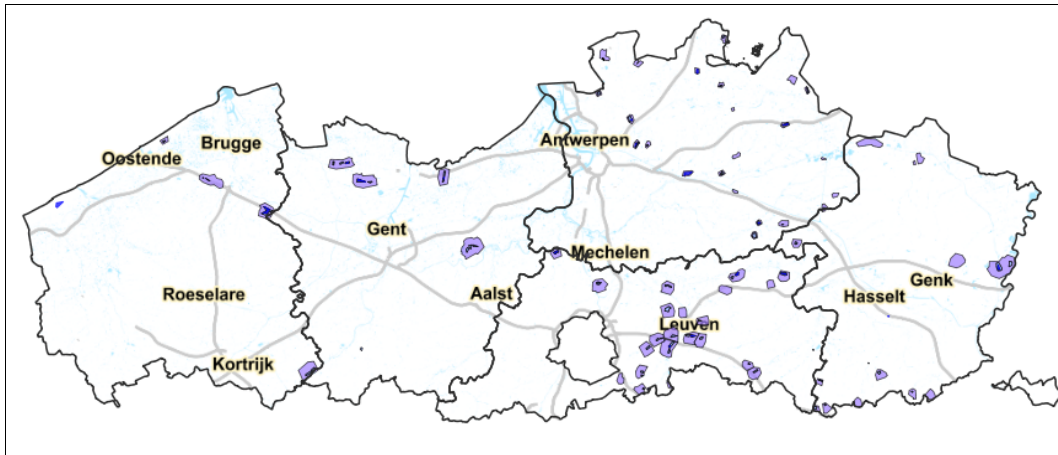 Brugge
Oostende
Antwerpen
Gent
Mechelen
Roeselare
Aalst
Genk
Hasselt
Leuven
Kortrijk